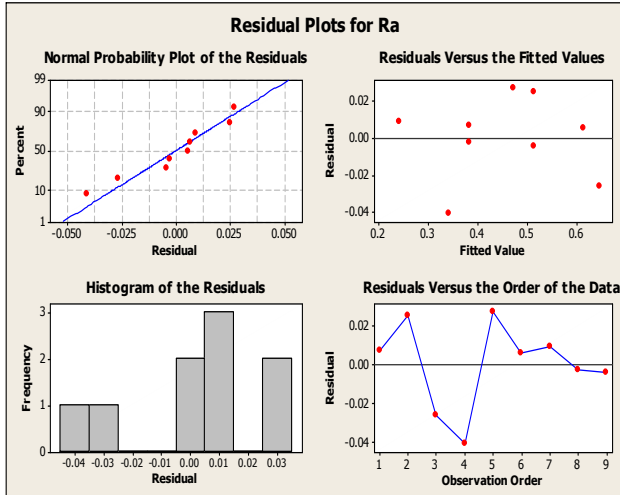 Residual Plots for Ra
Normal Probability Plot of the Residuals
99
90
50
10
1
Percent
-0.050 -0.025 0.000 0.025 0.050
Residual
Residuals Versus the Fitted Values
0.02
0.00
-0.02
-0.04
Residual
0.2 0.3 0.4 0.5 0.6
Fitted Value
Histogram of the Residuals
3
2
1
0
Frequency
-0.04 -0.03 -0.02 -0.01 0.00 0.01 0.02 0.03
Residual
Residuals Versus the Order of the Data
0.02
0.00
-0.02
-0.04
Residual
1 2 3 4 5 6 7 8 9
Observation Order